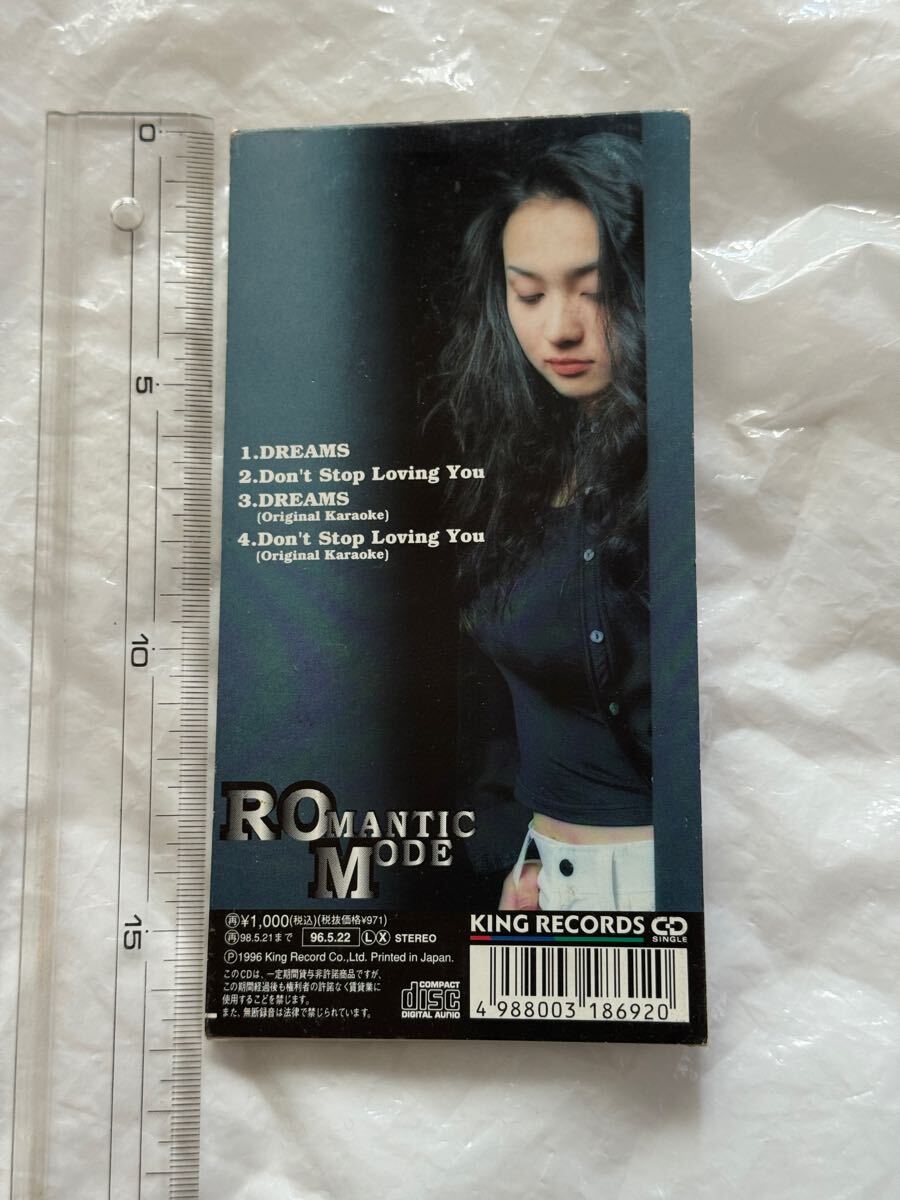 0
5
10
15
1.DREAMS
2.Don't Stop Loving You
3.DREAMS
(Original Karaoke)
4.Don't Stop Loving You
(Original Karaoke)
ROMANTIC
MODE
再¥1,000(税込)(税抜価格¥971)
再98.5.21まで 96.5.22 L X STEREO
Ⓟ1996 King Record Co.,Ltd. Printed in Japan.
このCDは、一定期間貸与非許諾商品ですが、
この期間経過後も権利者の許諾なく賃貸業に
使用することを禁じます。
また、無断録音は法律で禁じられています。
COMPACT
disc
DIGITAL AUDIO
KING RECORDS CD
SINGLE
4 988003 186920